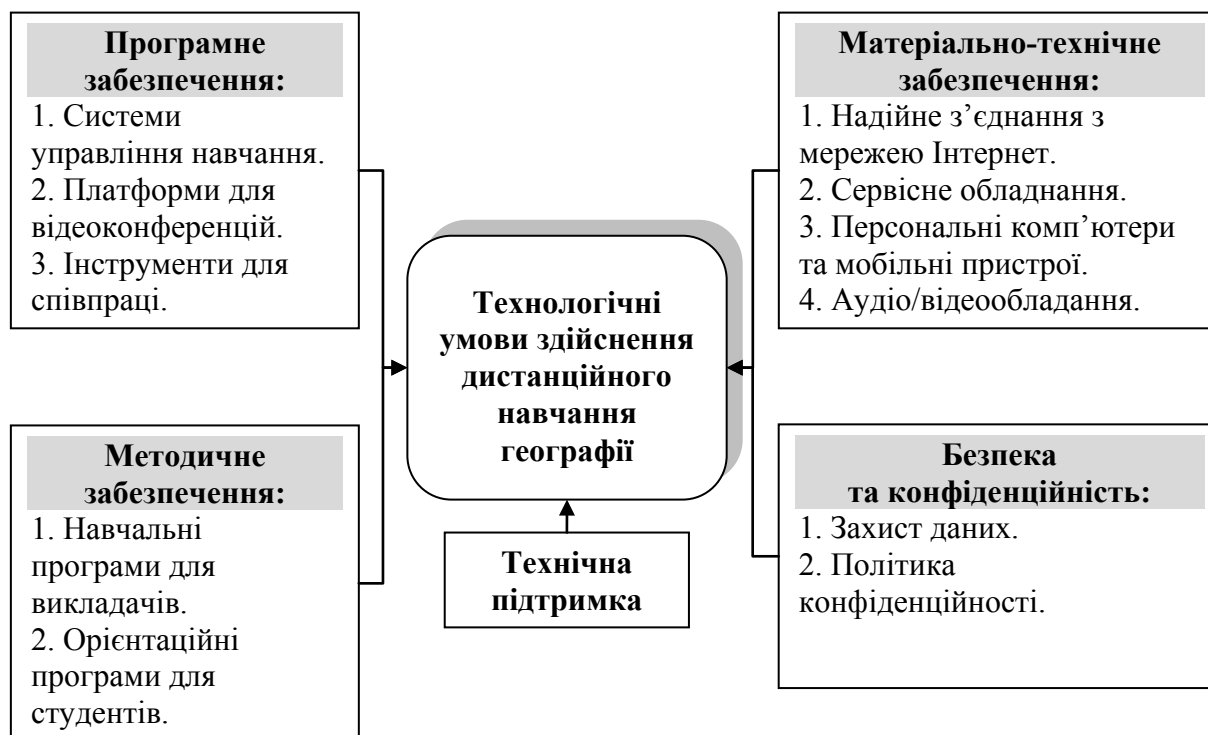 Програмне
забезпечення:
1. Системи
управління навчання.
2. Платформи для
відеоконференцій.
3. Інструменти для
співпраці.
Матеріально-технічне
забезпечення:
1. Надійне з’єднання з
мережею Інтернет.
2. Сервісне обладнання.
3. Персональні комп’ютери
та мобільні пристрої.
4. Аудіо/відеообладання.
Технологічні
умови здійснення
дистанційного
навчання
географії
Методичне
забезпечення:
1. Навчальні
програми для
викладачів.
2. Орієнтаційні
програми для
студентів.
Технічна
підтримка
Безпека
та конфіденційність:
1. Захист даних.
2. Політика
конфіденційності.